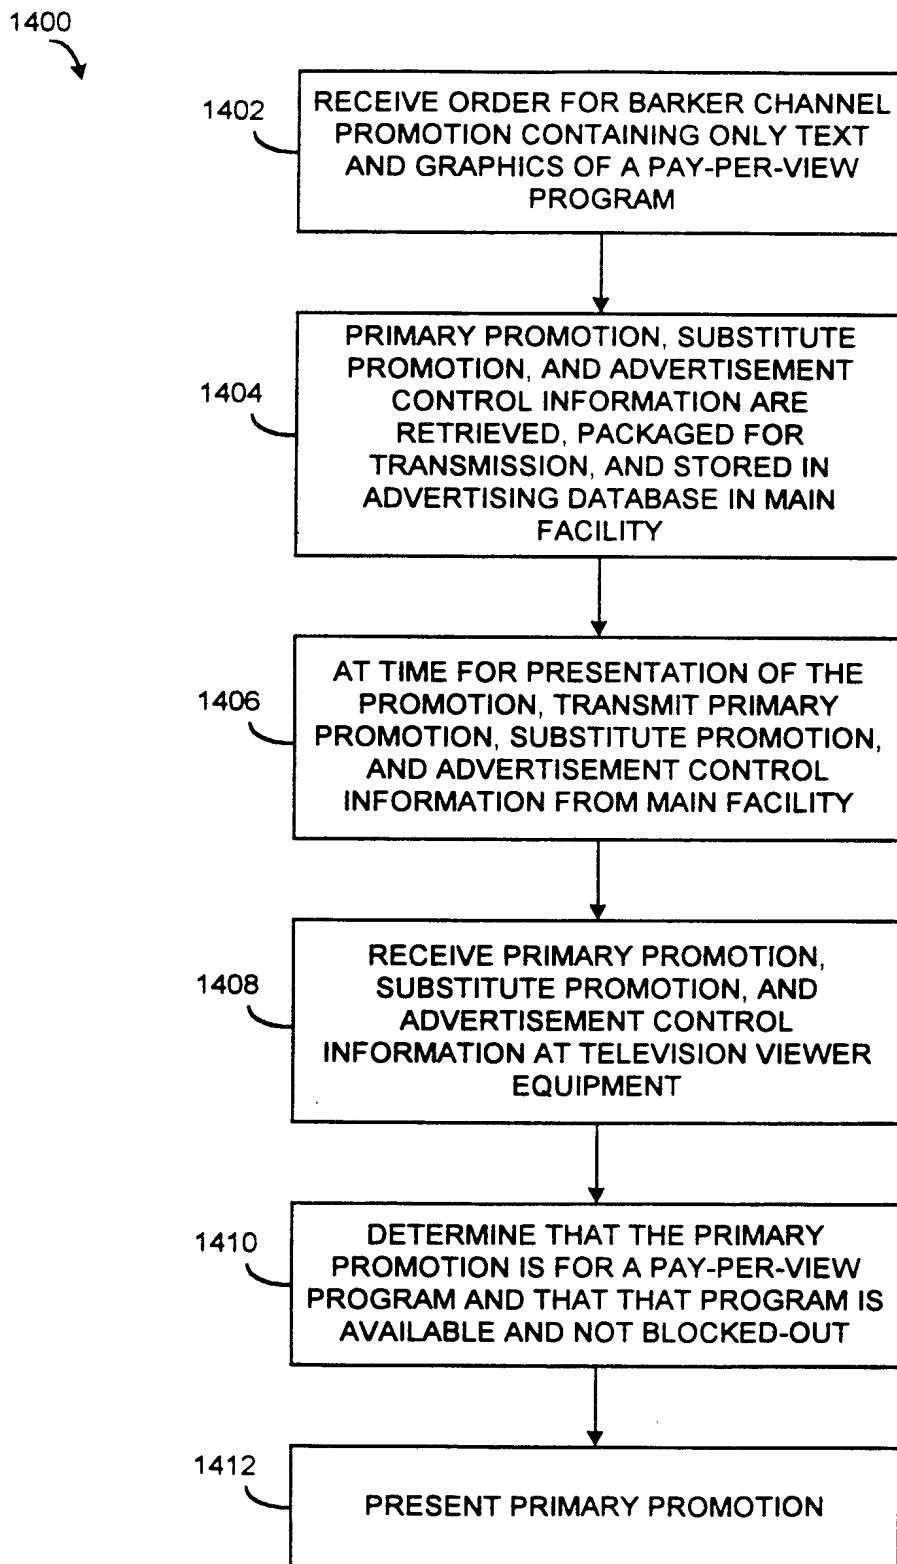 1400
1402
RECEIVE ORDER FOR BARKER CHANNEL
PROMOTION CONTAINING ONLY TEXT
AND GRAPHICS OF A PAY-PER-VIEW
PROGRAM
1404
PRIMARY PROMOTION, SUBSTITUTE
PROMOTION, AND ADVERTISEMENT
CONTROL INFORMATION ARE
RETRIEVED, PACKAGED FOR
TRANSMISSION, AND STORED IN
ADVERTISING DATABASE IN MAIN
FACILITY
1406
AT TIME FOR PRESENTATION OF THE
PROMOTION, TRANSMIT PRIMARY
PROMOTION, SUBSTITUTE PROMOTION,
AND ADVERTISEMENT CONTROL
INFORMATION FROM MAIN FACILITY
1408
RECEIVE PRIMARY PROMOTION,
SUBSTITUTE PROMOTION, AND
ADVERTISEMENT CONTROL
INFORMATION AT TELEVISION VIEWER
EQUIPMENT
1410
DETERMINE THAT THE PRIMARY
PROMOTION IS FOR A PAY-PER-VIEW
PROGRAM AND THAT THAT PROGRAM IS
AVAILABLE AND NOT BLOCKED-OUT
1412
PRESENT PRIMARY PROMOTION